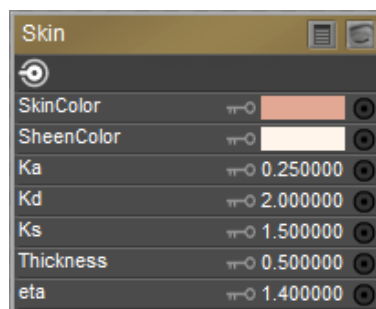 Skin
SkinColor
SheenColor
Ka 0.250000
Kd 2.000000
Ks 1.500000
Thickness 0.500000
eta 1.400000